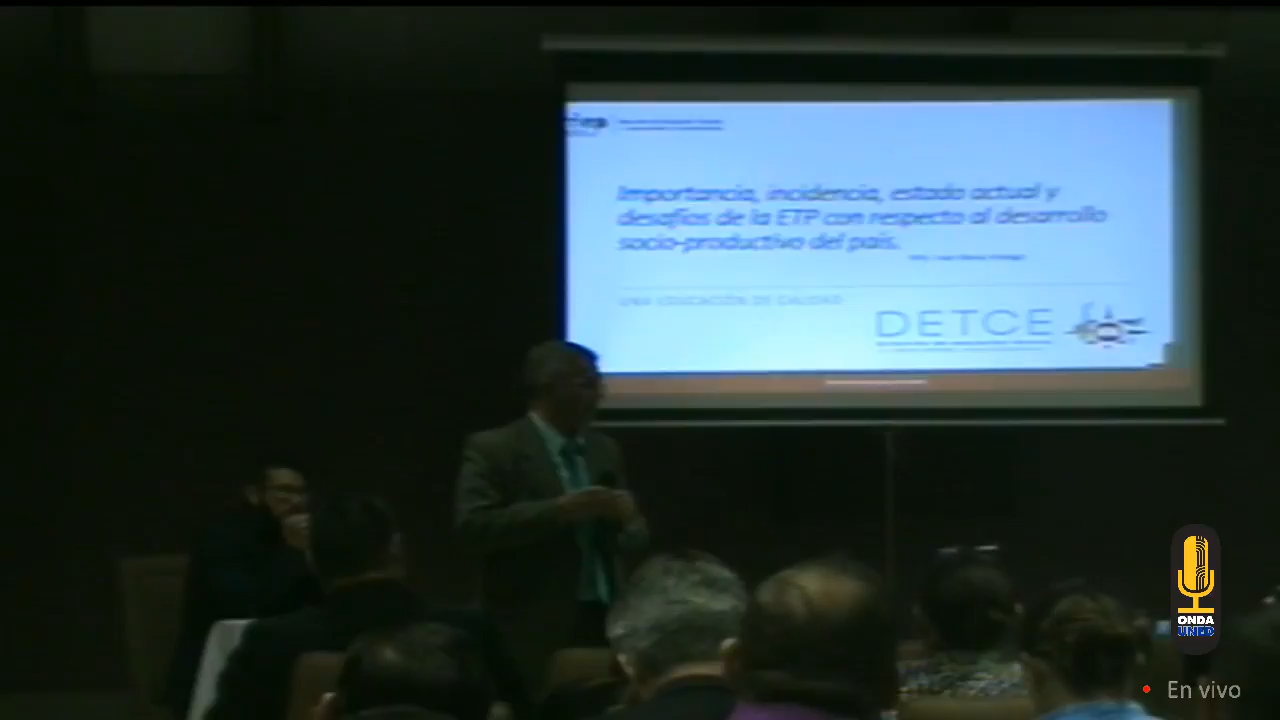 Importancia, incidencia, estado actual y
desafíos de la ETP con respecto al desarrollo
socio-productivo del país.
UNA EDUCACIÓN DE CALIDAD
DETCE
ONDA
UNED
• En vivo